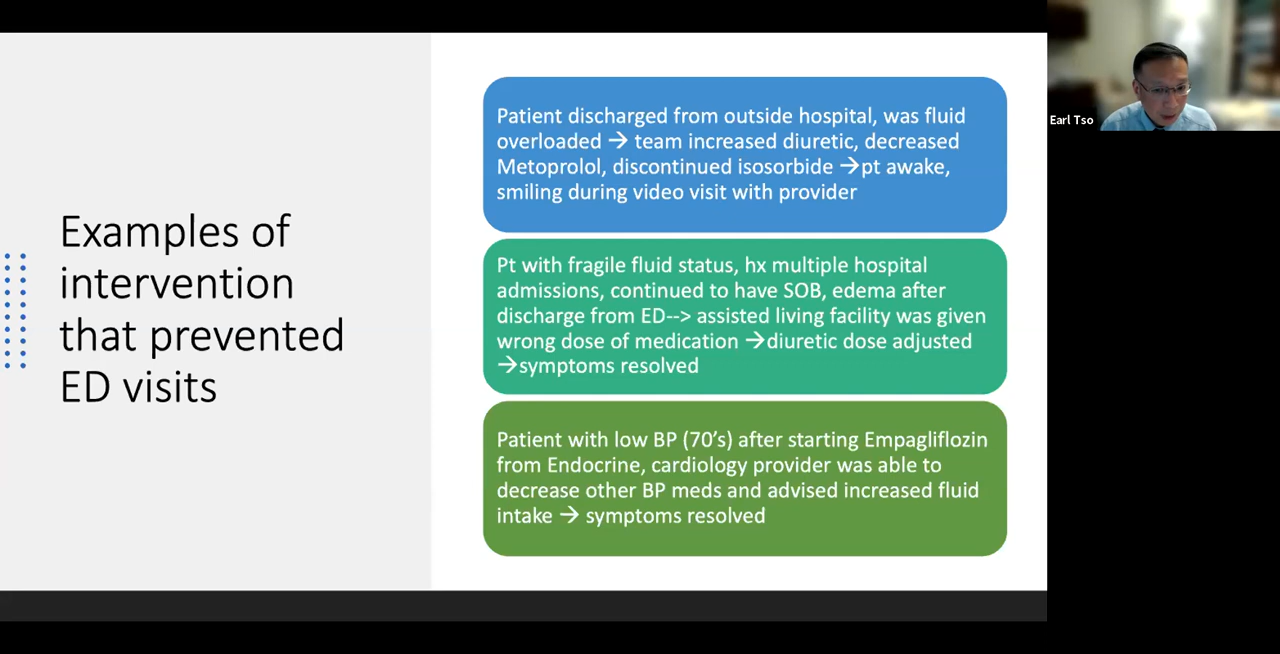 Examples of
intervention
that prevented
ED visits
Patient discharged from outside hospital, was fluid
overloaded → team increased diuretic, decreased
Metoprolol, discontinued isosorbide →pt awake,
smiling during video visit with provider
Pt with fragile fluid status, hx multiple hospital
admissions, continued to have SOB, edema after
discharge from ED--> assisted living facility was given
wrong dose of medication →diuretic dose adjusted
→symptoms resolved
Patient with low BP (70’s) after starting Empagliflozin
from Endocrine, cardiology provider was able to
decrease other BP meds and advised increased fluid
intake → symptoms resolved
Earl Tso